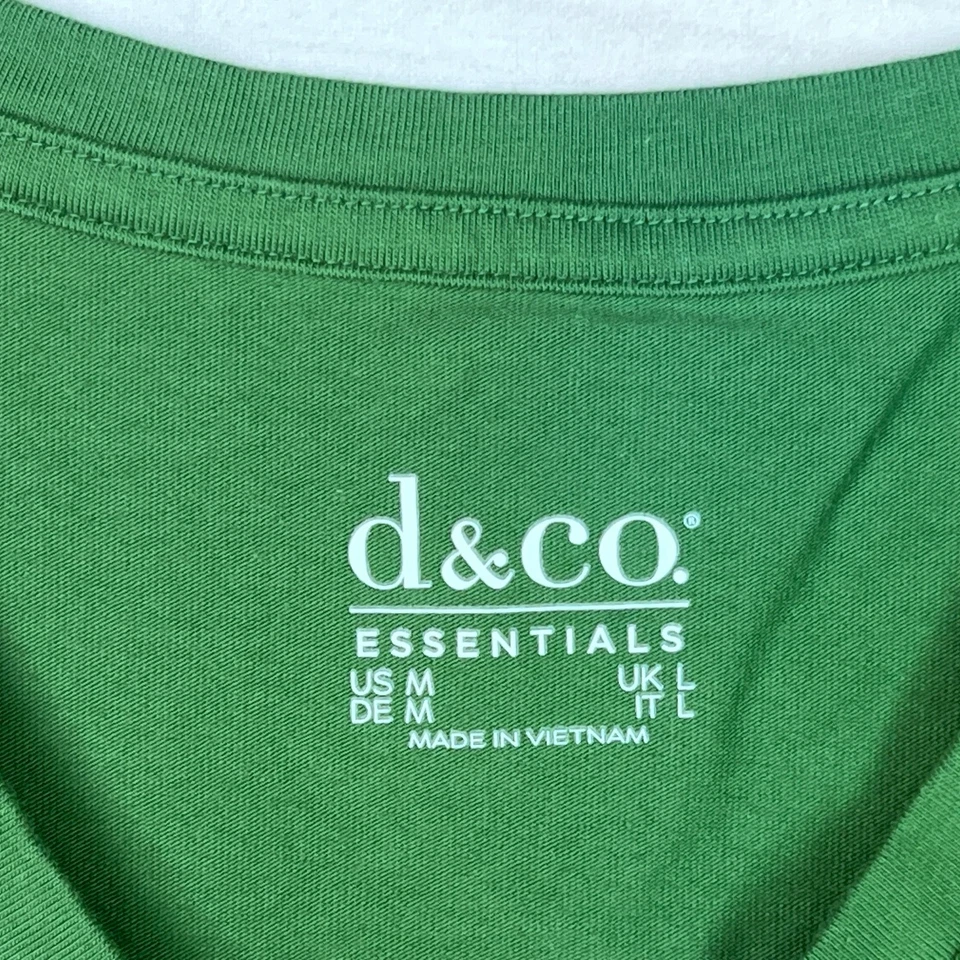 d&co.®
ESSENTIALS
US M UK L
DE M IT L
MADE IN VIETNAM